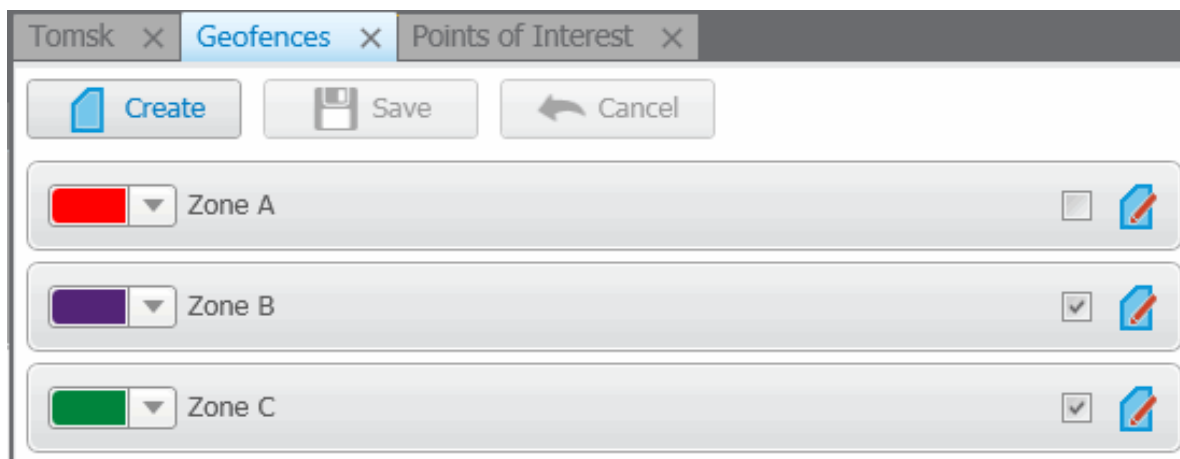 Tomsk Geofences Points of Interest
Create Save Cancel
Zone A
Zone B
Zone C